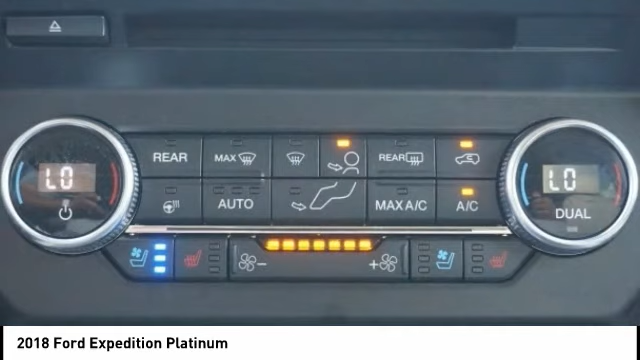 REAR
MAX
REAR
LO
LO
AUTO
MAX A/C
A/C
DUAL
2018 Ford Expedition Platinum